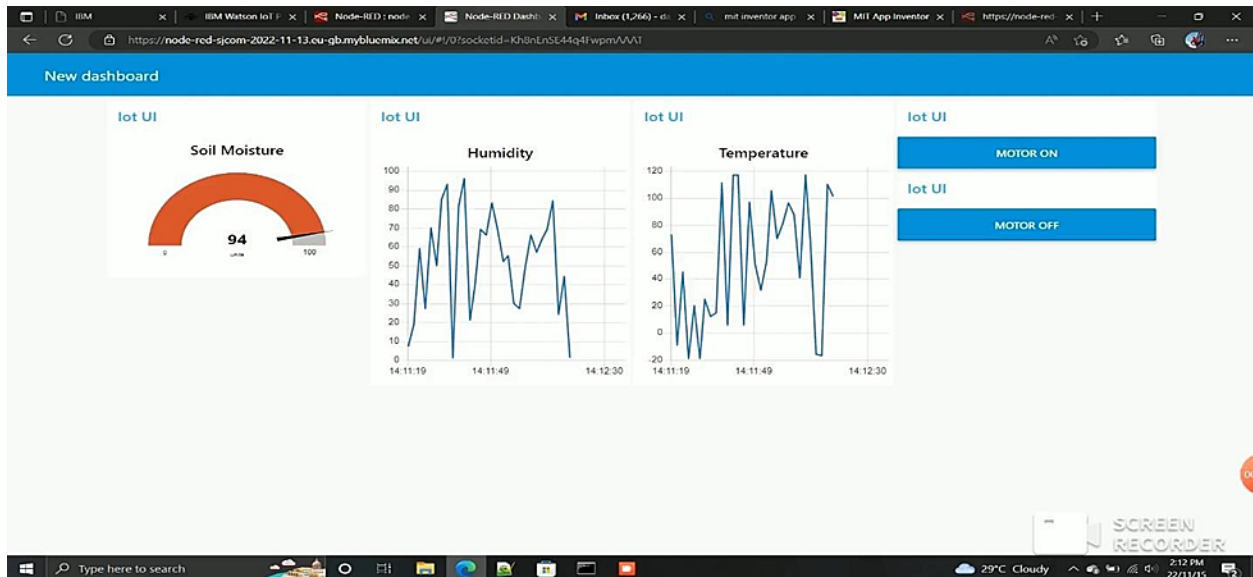 IBM
IBM Watson IoT P
Node-RED : node
Node-RED Dashb
Inbox (1,266) - da
mit inventor app
MIT App Inventor
https://node-red
https://node-red-sjcom-2022-11-13.eu-gb.mybluemix.net/ui/#!/0?socketid=
New dashboard
Iot UI
Soil Moisture
94
units
0 100
Iot UI
Humidity
100
90
80
70
60
50
40
30
20
10
0
14:11:19 14:11:49 14:12:30
Iot UI
Temperature
120
100
80
60
40
20
0
-20
14:11:19 14:11:49 14:12:30
Iot UI
MOTOR ON
Iot UI
MOTOR OFF
SCREEN
RECORDER
Type here to search
29°C Cloudy
2:12 PM
22/11/15